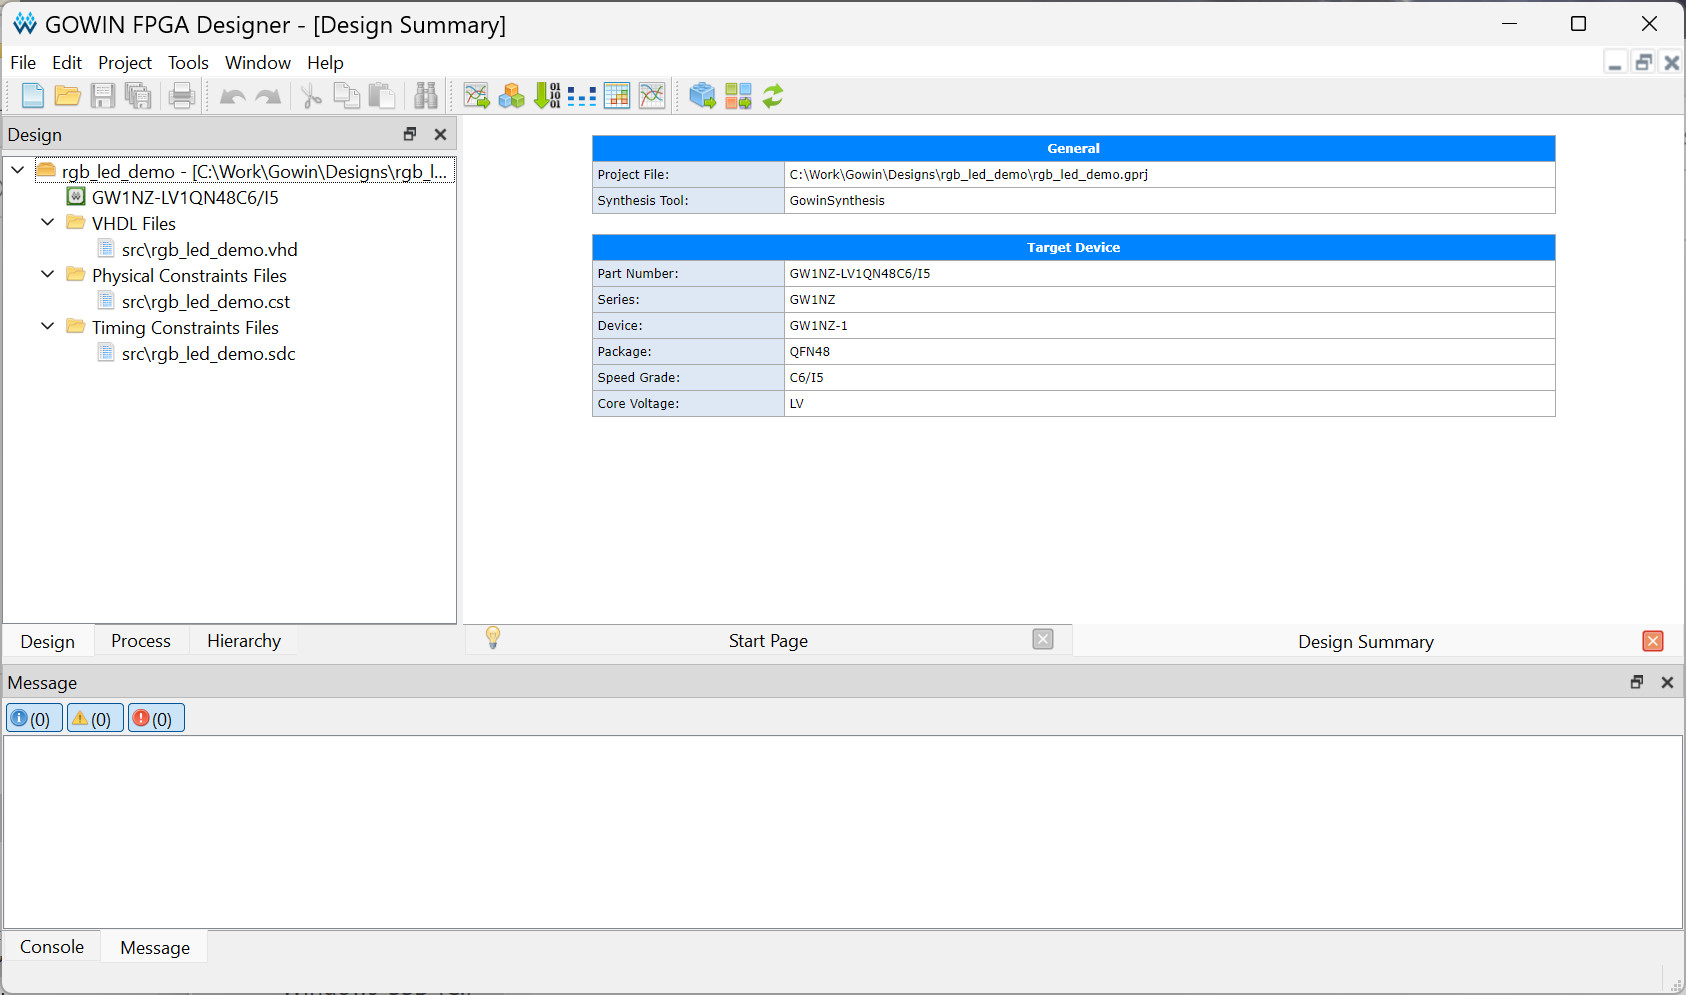 GOWIN FPGA Designer - [Design Summary]
File Edit Project Tools Window Help
Design
rgb_led_demo - [C:\Work\Gowin\Designs\rgb_l...
GW1NZ-LV1QN48C6/I5
VHDL Files
src\rgb_led_demo.vhd
Physical Constraints Files
src\rgb_led_demo.cst
Timing Constraints Files
src\rgb_led_demo.sdc
Design Process Hierarchy
General
Project File: C:\Work\Gowin\Designs\rgb_led_demo\rgb_led_demo.gprj
Synthesis Tool: GowinSynthesis
Target Device
Part Number: GW1NZ-LV1QN48C6/I5
Series: GW1NZ
Device: GW1NZ-1
Package: QFN48
Speed Grade: C6/I5
Core Voltage: LV
Start Page Design Summary
Message
(0) (0) (0)
Console Message